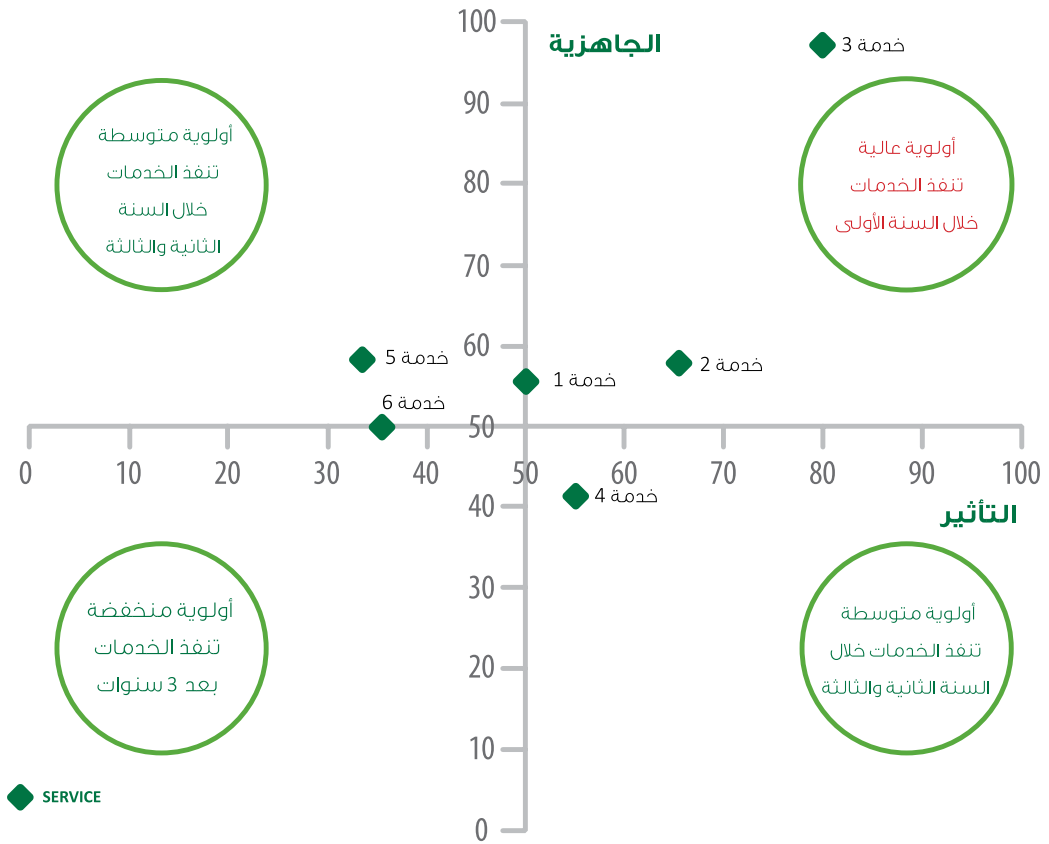 الجاهزية
100
90
80
70
60
50
40
30
20
10
0
خدمة 3
أولوية عالية
تنفذ الخدمات
خلال السنة الأولى
أولوية متوسطة
تنفذ الخدمات
خلال السنة
الثانية والثالثة
خدمة 2
خدمة 1
خدمة 5
خدمة 6
0 10 20 30 40 50 60 70 80 90 100
خدمة 4
التأثير
أولوية متوسطة
تنفذ الخدمات خلال
السنة الثانية والثالثة
أولوية منخفضة
تنفذ الخدمات
بعد 3 سنوات
SERVICE